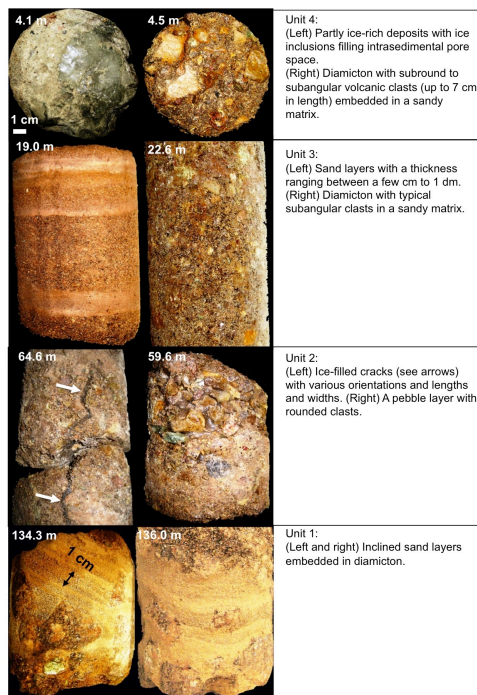 4.1 m
4.5 m
1 cm
Unit 4:
(Left) Partly ice-rich deposits with ice
inclusions filling intrasedimental pore
space.
(Right) Diamicton with subround to
subangular volcanic clasts (up to 7 cm
in length) embedded in a sandy
matrix.
19.0 m
22.6 m
Unit 3:
(Left) Sand layers with a thickness
ranging between a few cm to 1 dm.
(Right) Diamicton with typical
subangular clasts in a sandy matrix.
64.6 m
59.6 m
Unit 2:
(Left) Ice-filled cracks (see arrows)
with various orientations and lengths
and widths. (Right) A pebble layer with
rounded clasts.
134.3 m
136.0 m
1 cm
Unit 1:
(Left and right) Inclined sand layers
embedded in diamicton.